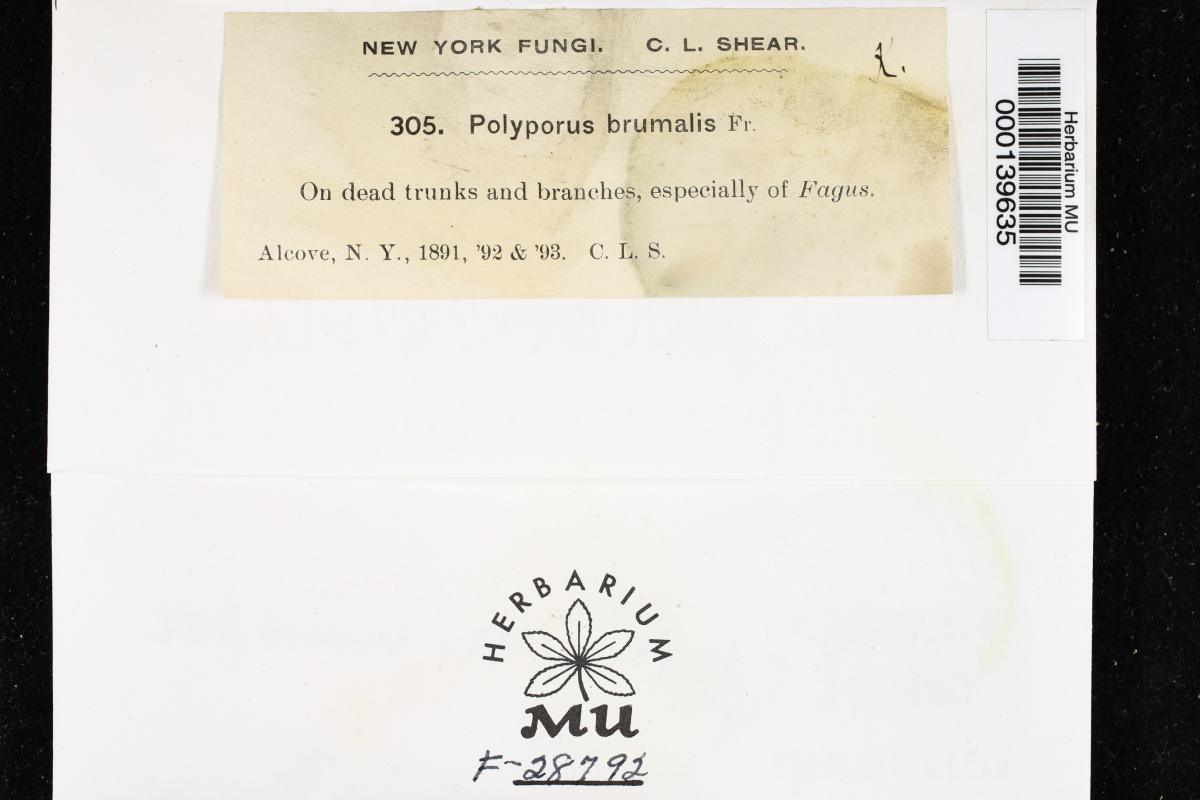 NEW YORK FUNGI. C. L. SHEAR.
305. Polyporus brumalis Fr.
On dead trunks and branches, especially of Fagus.
Alcove, N. Y., 1891, '92 & '93. C. L. S.
Herbarium MU
000139635
HERBARIUM
MU
F-28792